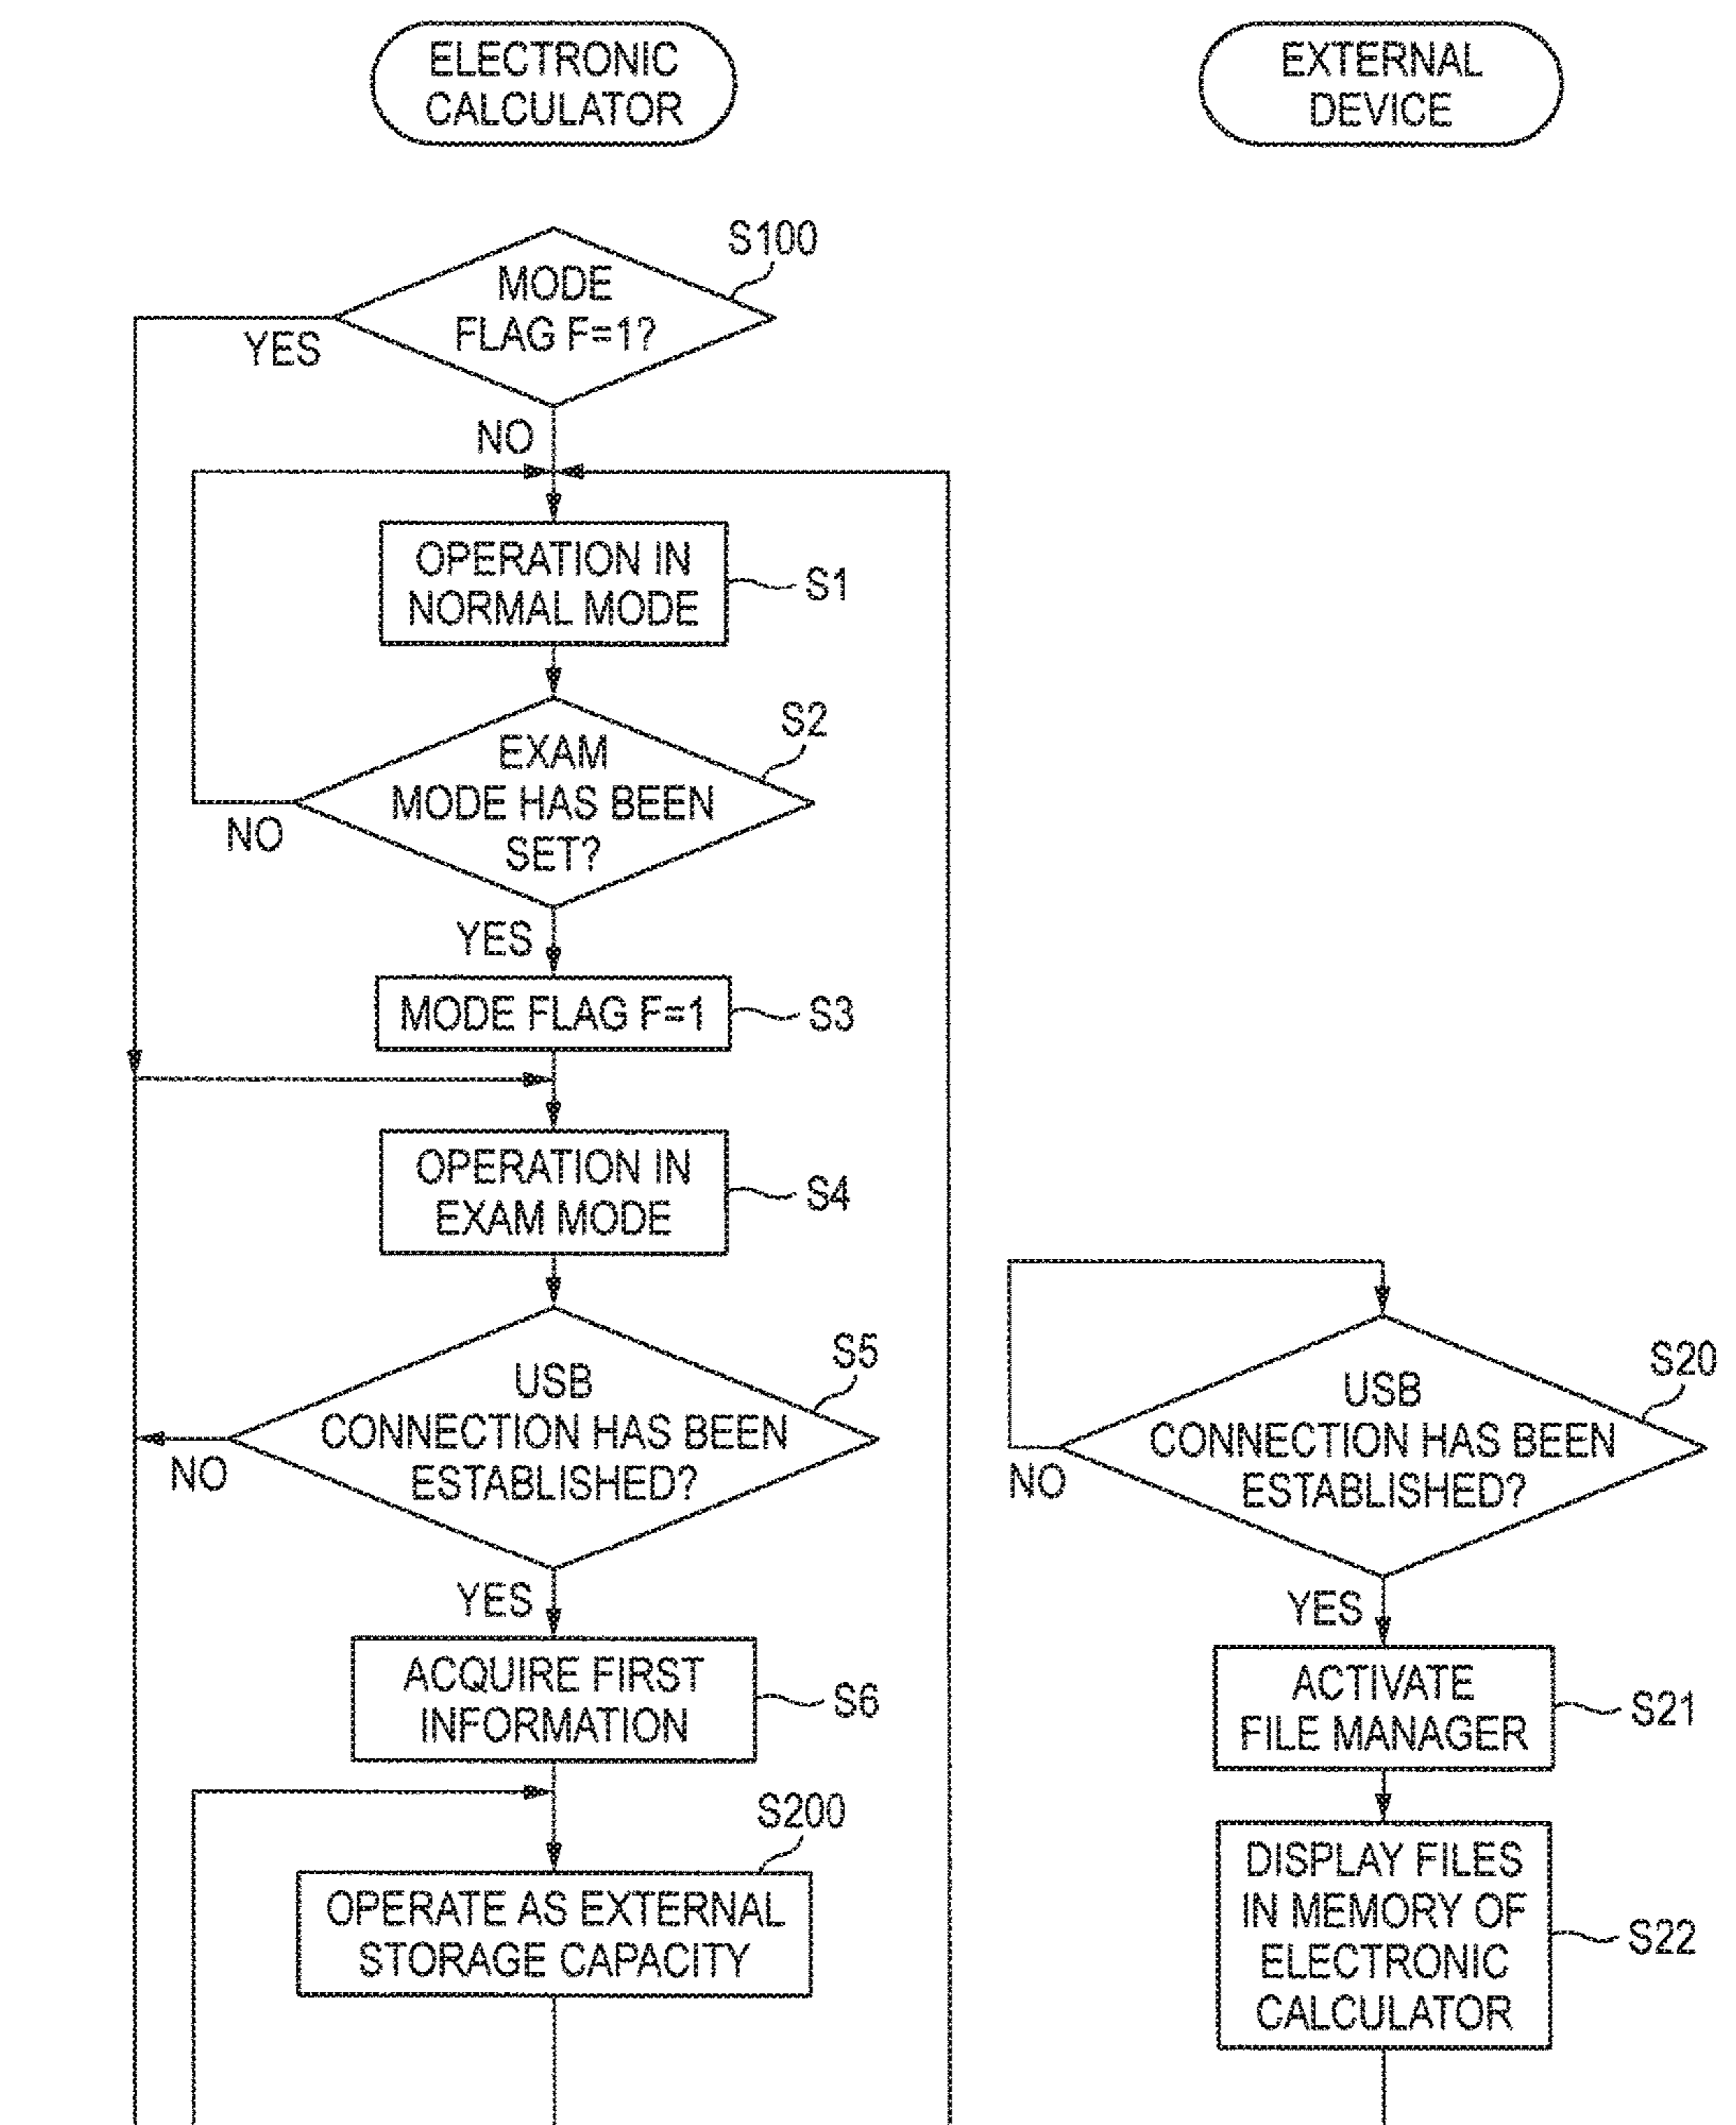 ELECTRONIC
CALCULATOR
S100
MODE
FLAG F=1?
YES
NO
OPERATION IN
NORMAL MODE
S1
S2
EXAM
MODE HAS BEEN
SET?
NO
YES
MODE FLAG F=1
S3
OPERATION IN
EXAM MODE
S4
S5
USB
CONNECTION HAS BEEN
ESTABLISHED?
NO
YES
ACQUIRE FIRST
INFORMATION
S6
S200
OPERATE AS EXTERNAL
STORAGE CAPACITY
EXTERNAL
DEVICE
S20
USB
CONNECTION HAS BEEN
ESTABLISHED?
NO
YES
ACTIVATE
FILE MANAGER
S21
DISPLAY FILES
IN MEMORY OF
ELECTRONIC
CALCULATOR
S22